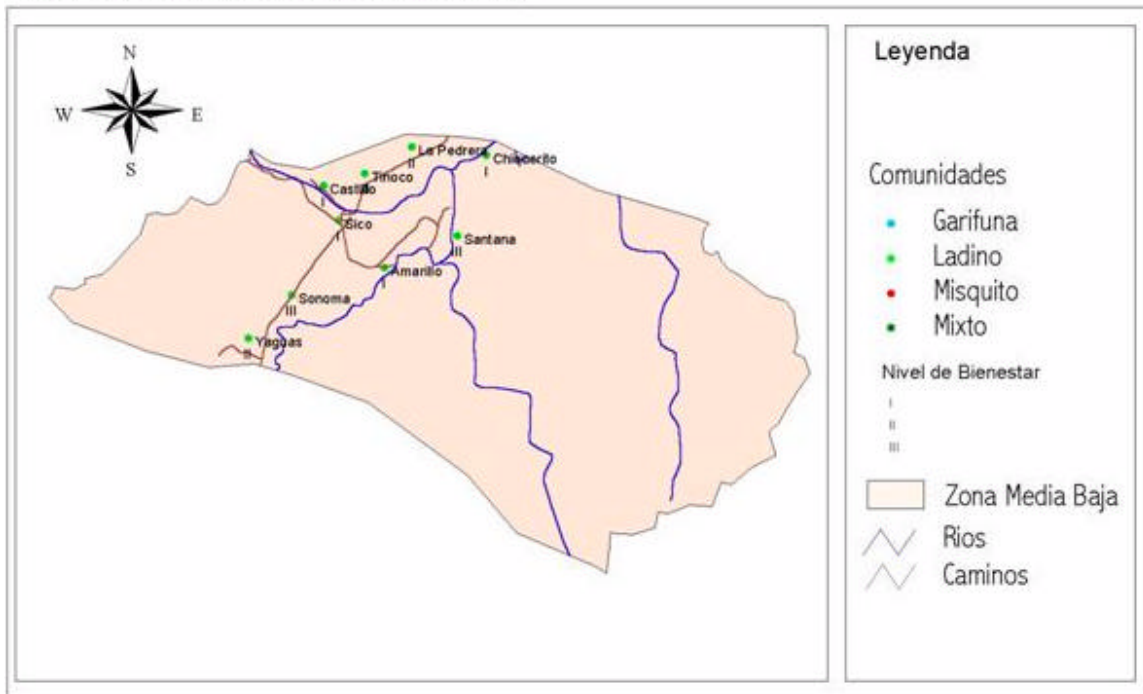 N
W E
S
La Pedrera
II
I
Tinoco
Castillo
I
Sico
I
Santana
III
Amarillo
I
Sonoma
III
Yaguas
II
Leyenda
Comunidades
Garifuna
Ladino
Misquito
Mixto
Nivel de Bienestar
I
II
III
Zona Media Baja
Rios
Caminos